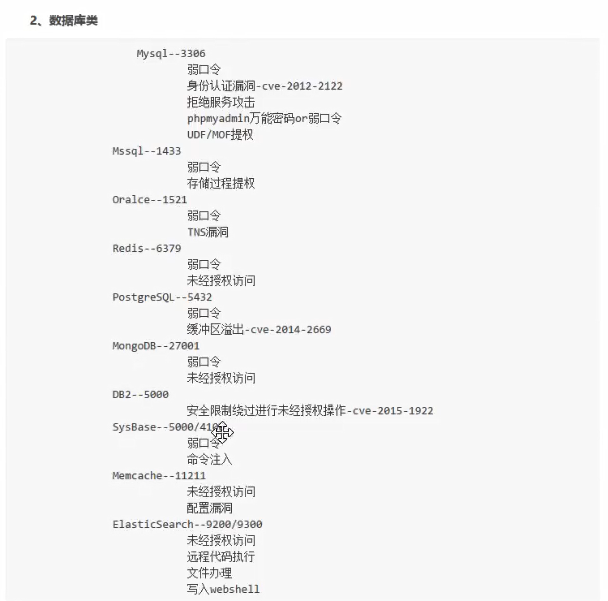 2、数据库类
Mysql--3306
弱口令
身份认证漏洞-cve-2012-2122
拒绝服务攻击
phpmyadmin万能密码or弱口令
UDF/MOF提权
Mssql--1433
弱口令
存储过程提权
Oralce--1521
弱口令
TNS漏洞
Redis--6379
弱口令
未经授权访问
PostgreSQL--5432
弱口令
缓冲区溢出-cve-2014-2669
MongoDB--27001
弱口令
未经授权访问
DB2--5000
安全限制绕过进行未经授权操作-cve-2015-1922
SysBase--5000/410
弱口令
命令注入
Memcache--11211
未经授权访问
配置漏洞
ElasticSearch--9200/9300
未经授权访问
远程代码执行
文件办理
写入webshell